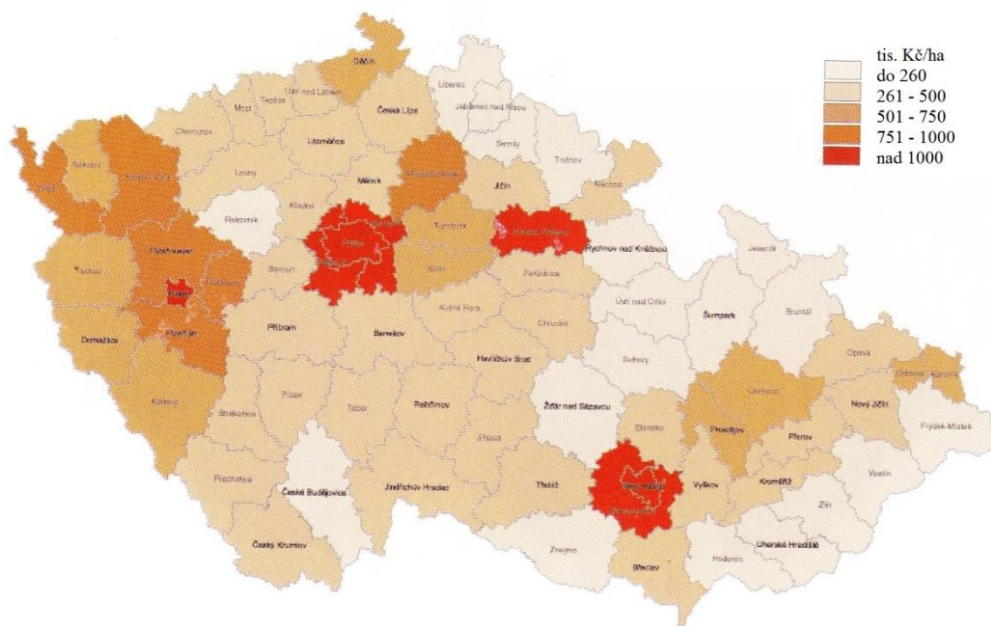 tis. Kč/ha
do 260
261 - 500
501 - 750
751 - 1000
nad 1000
Děčín
Liberec
Ústí nad Labem
Jablonec nad Nisou
Česká Lípa
Teplice
Most
Semily
Trutnov
Chomutov
Litoměřice
Jičín
Náchod
Sokolov
Louny
Mělník
Cheb
Kladno
Nymburk
Rakovník
Praha
Rychnov nad Kněžnou
Jeseník
Kolín
Pardubice
Tachov
Beroun
Kutná Hora
Ústí nad Orlicí
Šumperk
Bruntál
Chrudim
Příbram
Benešov
Domažlice
Havlíčkův Brod
Svitavy
Opava
Karviná
Olomouc
Klatovy
Písek
Tábor
Pelhřimov
Žďár nad Sázavou
Nový Jičín
Strakonice
Blansko
Prostějov
Přerov
Frýdek-Místek
Jihlava
Prachatice
Vsetín
České Budějovice
Jindřichův Hradec
Třebíč
Vyškov
Kroměříž
Zlín
Český Krumlov
Znojmo
Hodonín
Uherské Hradiště
Břeclav